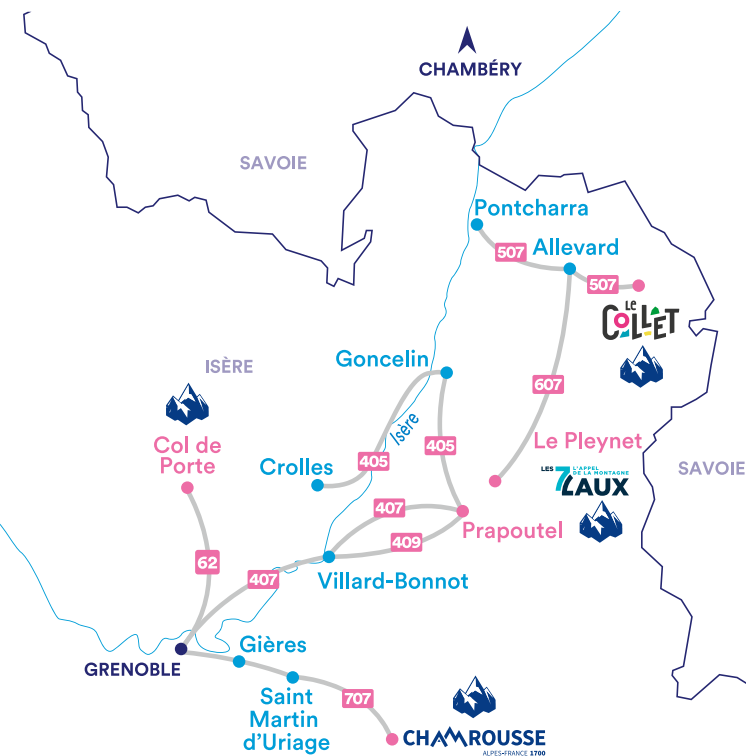 CHAMBÉRY
SAVOIE
Pontcharra
507
Allevard
507
LE
COLLET
ISÈRE
Goncelin
607
Isère
Col de
Porte
405
405
Crolles
Le Pleynet
LES 7 LAUX
L'APPEL
DE LA MONTAGNE
SAVOIE
407
Prapoutel
409
62
407
Villard-Bonnot
GRENOBLE
Gières
Saint
Martin
d'Uriage
707
CHAMROUSSE
ALPES-FRANCE 1700